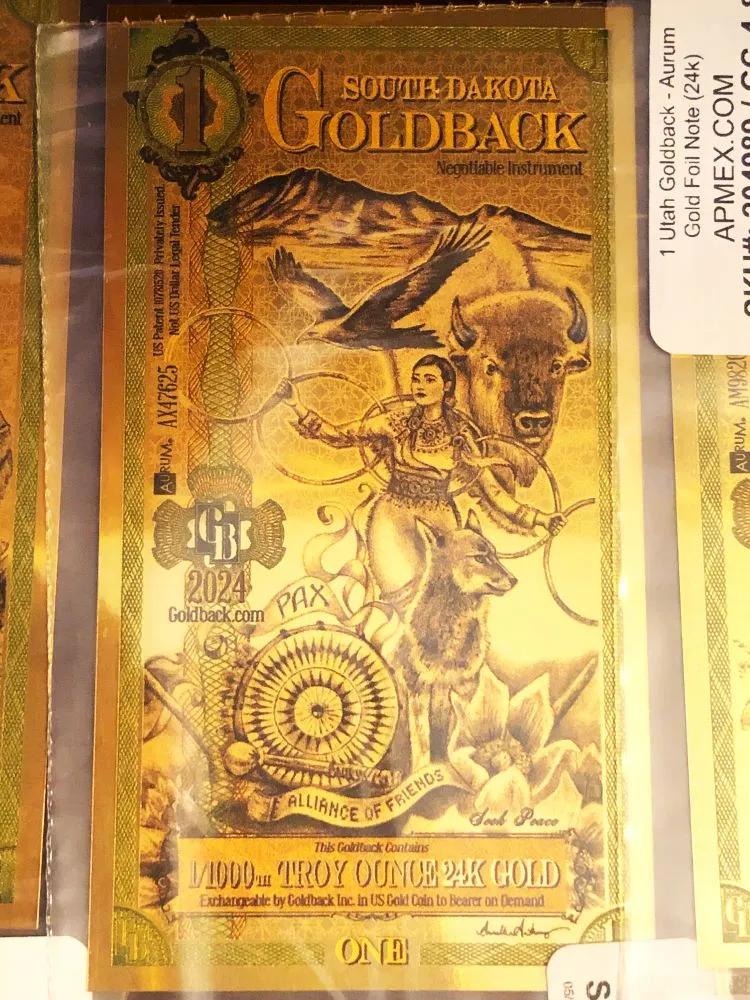 1
SOUTH DAKOTA
GOLDBACK
Negotiable Instrument
US Patent 10783520 Privately Issued
Not US Dollar Legal Tender
AURUM. AX47625
GB
2024
Goldback.com
PAX
ALLIANCE OF FRIENDS
Seek Peace
This Goldback Contains
1/1000TH TROY OUNCE 24K GOLD
Exchangeable by Goldback Inc. in US Gold Coin to Bearer on Demand
ONE
1 Utah Goldback - Aurum
Gold Foil Note (24k)
APMEX.COM
AURUM.
K
ent